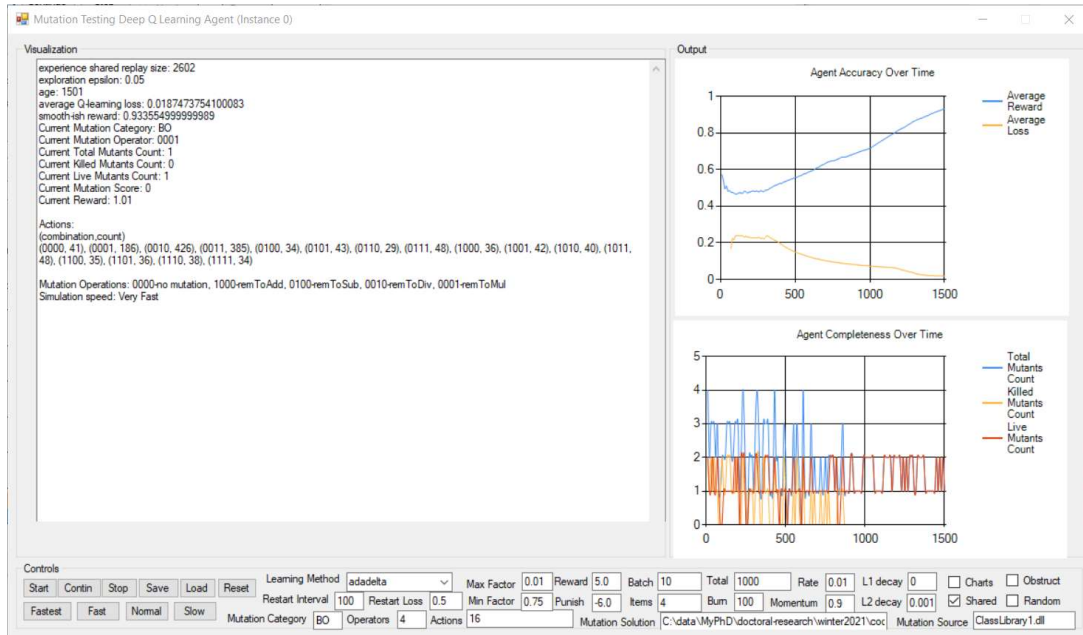 Mutation Testing Deep Q Learning Agent (Instance 0)
Visualization
experience shared replay size: 2602
exploration epsilon: 0.05
age: 1501
average Q-learning loss: 0.0187473754100083
smooth-ish reward: 0.933554999999989
Current Mutation Category: BO
Current Mutation Operator: 0001
Current Total Mutants Count: 1
Current Killed Mutants Count: 0
Current Live Mutants Count: 1
Current Mutation Score: 0
Current Reward: 1.01
Actions:
(combination,count)
(0000, 41), (0001, 186), (0010, 426), (0011, 385), (0100, 34), (0101, 43), (0110, 29), (0111, 48), (1000, 36), (1001, 42), (1010, 40), (1011,
48), (1100, 35), (1101, 36), (1110, 38), (1111, 34)
Mutation Operations: 0000-no mutation, 1000-remToAdd, 0100-remToSub, 0010-remToDiv, 0001-remToMul
Simulation speed: Very Fast
Output
Agent Accuracy Over Time
1
0.8
0.6
0.4
0.2
0
0 500 1000 1500
Average
Reward
Average
Loss
Agent Completeness Over Time
5
4
3
2
1
0
0 500 1000 1500
Total
Mutants
Count
Killed
Mutants
Count
Live
Mutants
Count
Controls
Start Contin Stop Save Load Reset
Fastest Fast Normal Slow
Learning Method adadelta Max Factor 0.01 Reward 5.0 Batch 10 Total 1000 Rate 0.01 L1 decay 0 Charts Obstruct
Restart Interval 100 Restart Loss 0.5 Min Factor 0.75 Punish -6.0 Items 4 Burn 100 Momentum 0.9 L2 decay 0.001 Shared Random
Mutation Category BO Operators 4 Actions 16 Mutation Solution C:\data\MyPhD\doctoral-research\winter2021\coc Mutation Source ClassLibrary1.dll